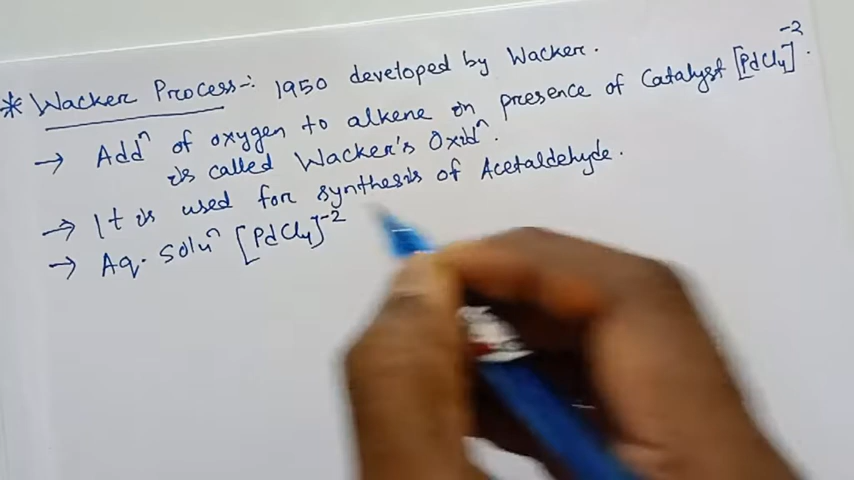 * Wacker Process -: 1950 developed by Wacker.
→ Addⁿ of oxygen to alkene in presence of Catalyst [PdCl₄]⁻².
is called Wacker's Oxidⁿ.
→ It is used for synthesis of Acetaldehyde.
→ Aq. Soluⁿ [PdCl₄]⁻²